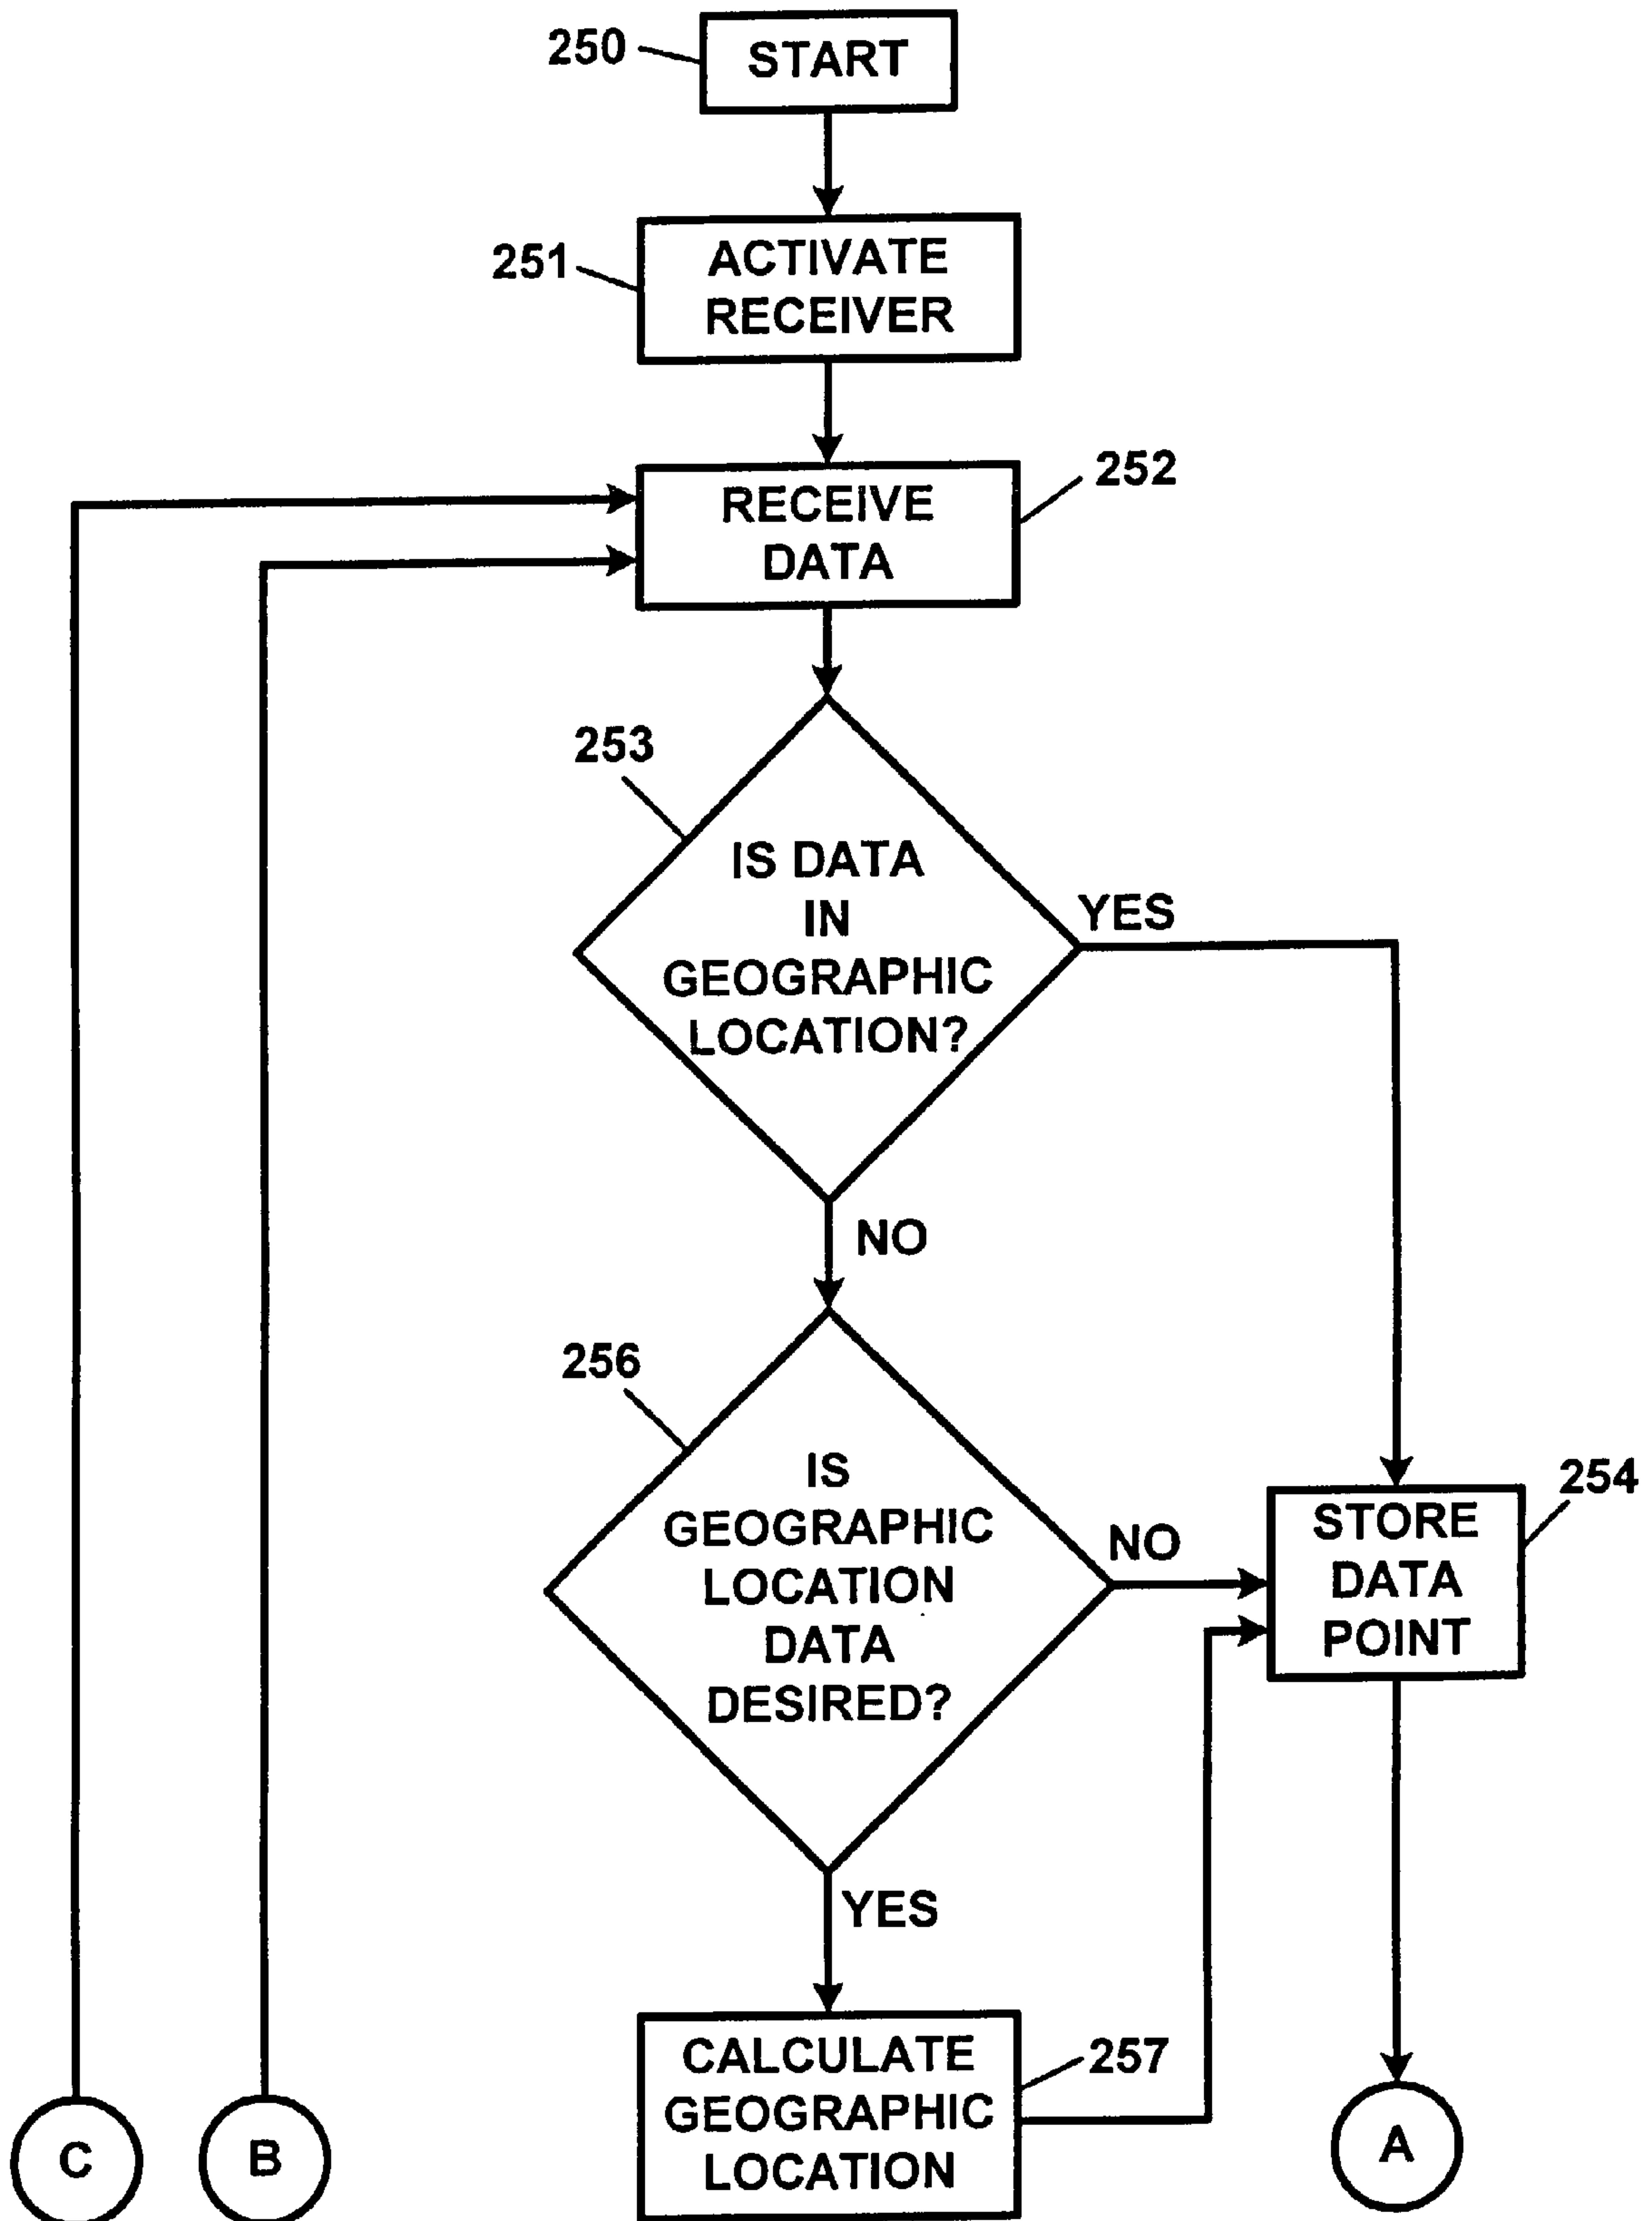 250
START
251
ACTIVATE
RECEIVER
252
RECEIVE
DATA
253
IS DATA
IN
GEOGRAPHIC
LOCATION?
YES
NO
256
IS
GEOGRAPHIC
LOCATION
DATA
DESIRED?
NO
254
STORE
DATA
POINT
YES
CALCULATE
GEOGRAPHIC
LOCATION
257
C
B
A